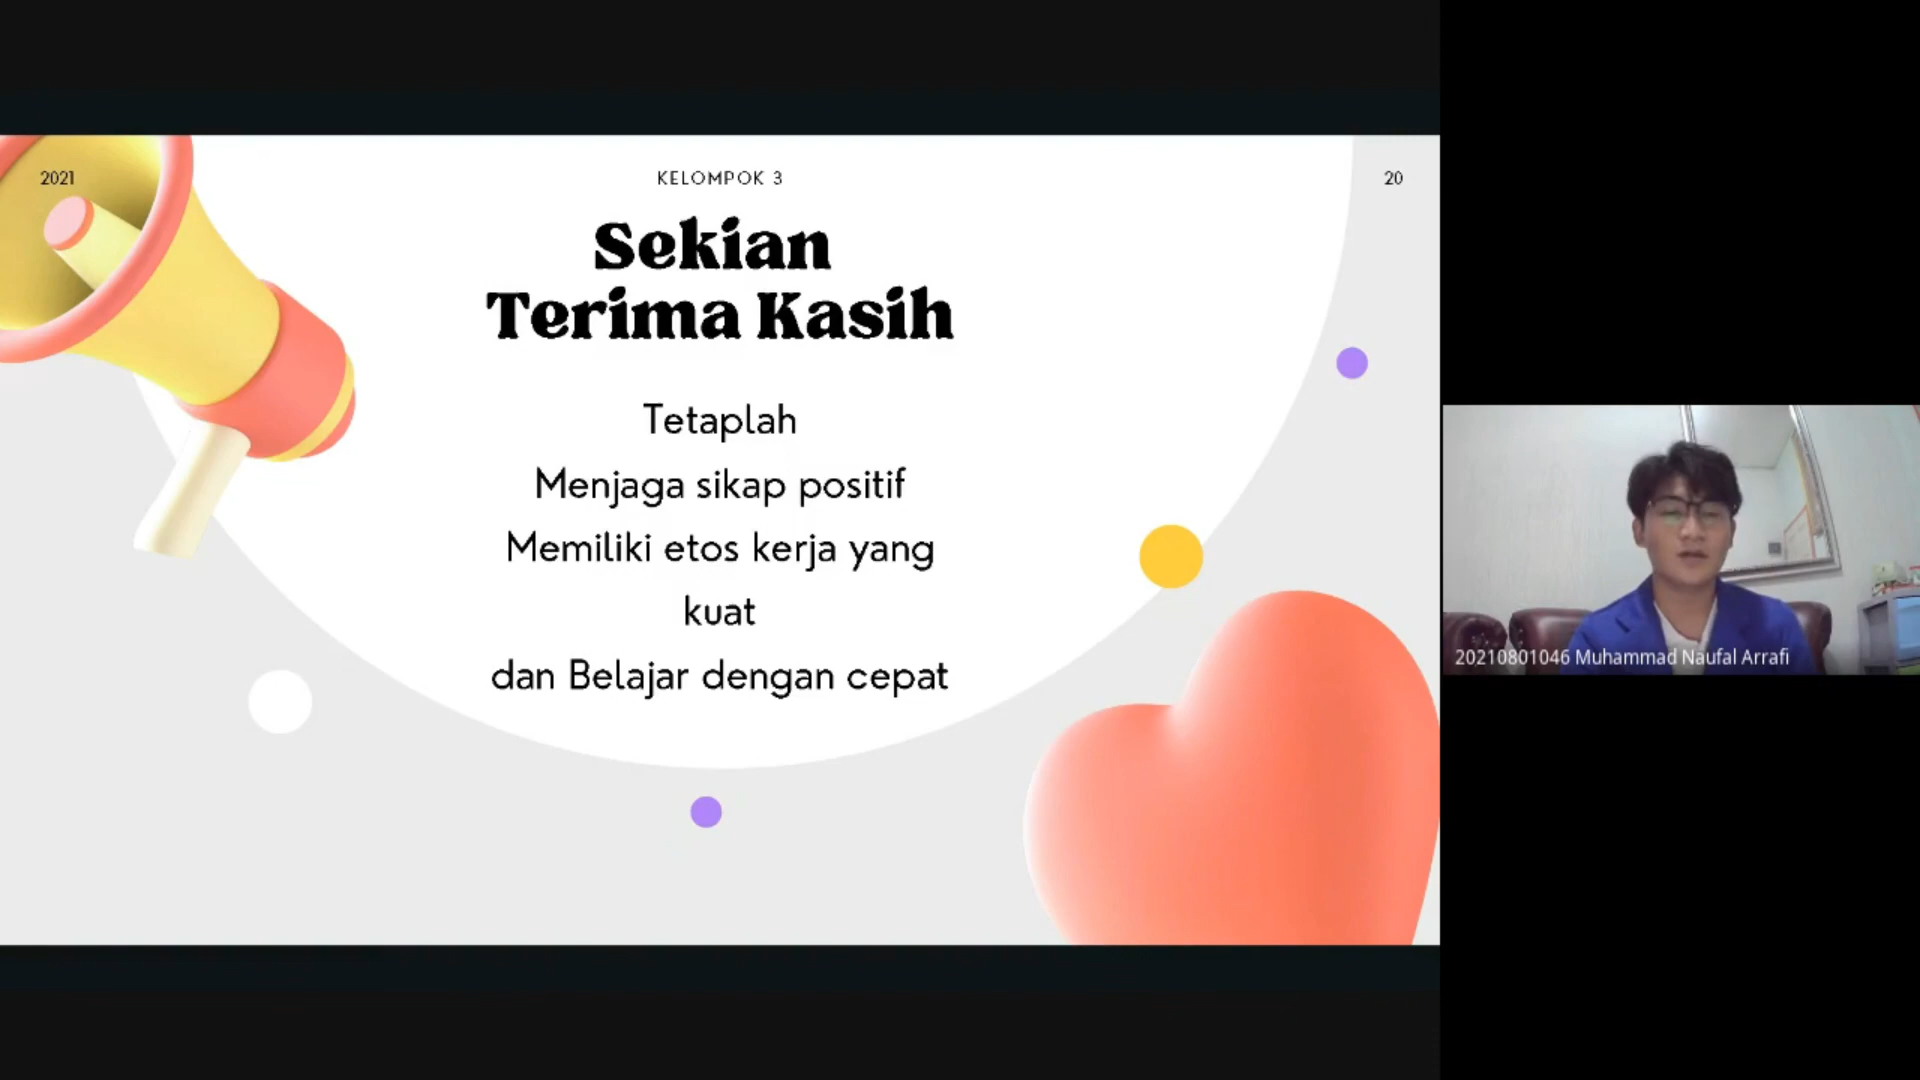 2021
KELOMPOK 3
20
Sekian
Terima Kasih
Tetaplah
Menjaga sikap positif
Memiliki etos kerja yang
kuat
dan Belajar dengan cepat
20210801046 Muhammad Naufal Arrafi